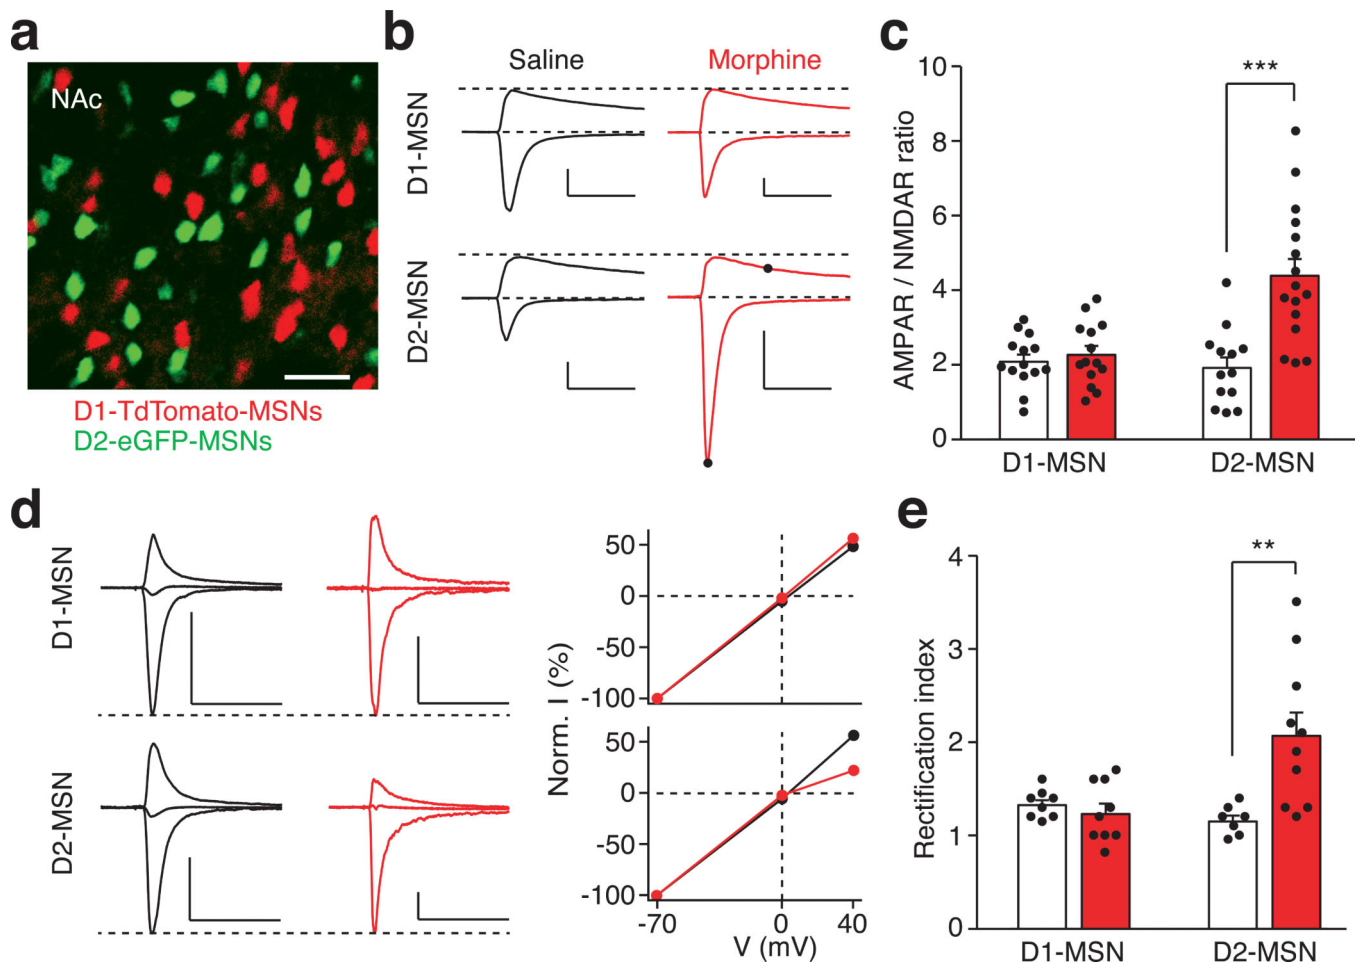 a
NAc
D1-TdTomato-MSNs
D2-eGFP-MSNs
b
Saline
Morphine
D1-MSN
D2-MSN
c
AMPAR / NMDAR ratio
10
8
6
4
2
0
***
D1-MSN
D2-MSN
d
D1-MSN
D2-MSN
Norm. I (%)
50
0
-50
-100
50
0
-50
-100
-70
0
40
V (mV)
e
Rectification index
4
3
2
1
0
**
D1-MSN
D2-MSN